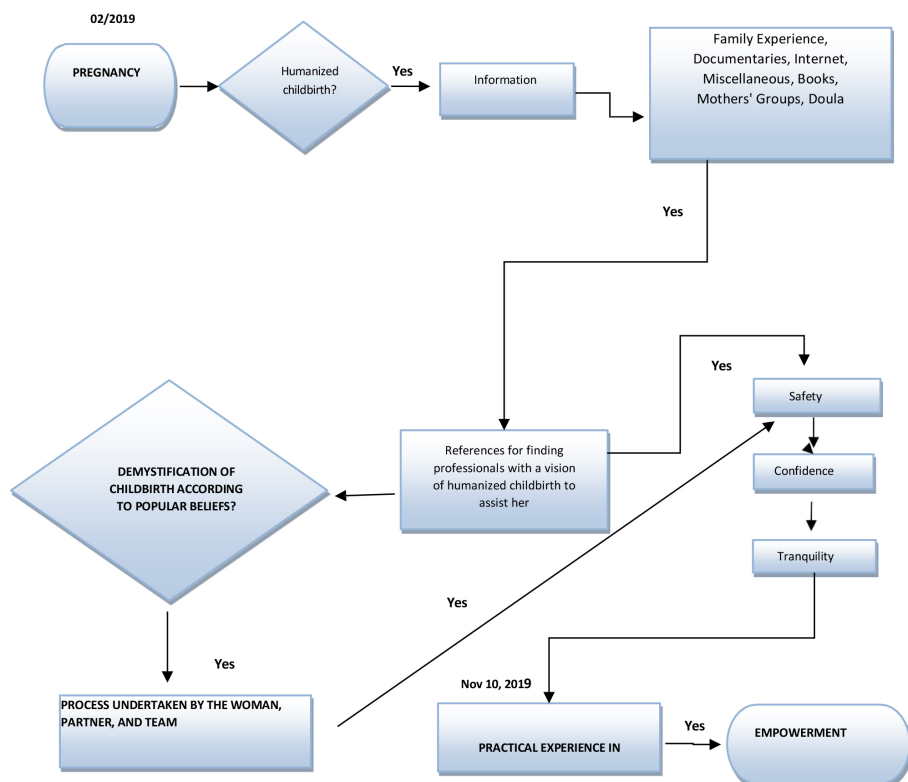 02/2019
PREGNANCY
Humanized
childbirth?
Yes
Information
Family Experience,
Documentaries, Internet,
Miscellaneous, Books,
Mothers' Groups, Doula
Yes
Yes
Safety
References for finding
professionals with a vision
of humanized childbirth to
assist her
DEMYSTIFICATION OF
CHILDBIRTH ACCORDING
TO POPULAR BELIEFS?
Confidence
Tranquility
Yes
Yes
PROCESS UNDERTAKEN BY THE WOMAN,
PARTNER, AND TEAM
Nov 10, 2019
PRACTICAL EXPERIENCE IN
Yes
EMPOWERMENT